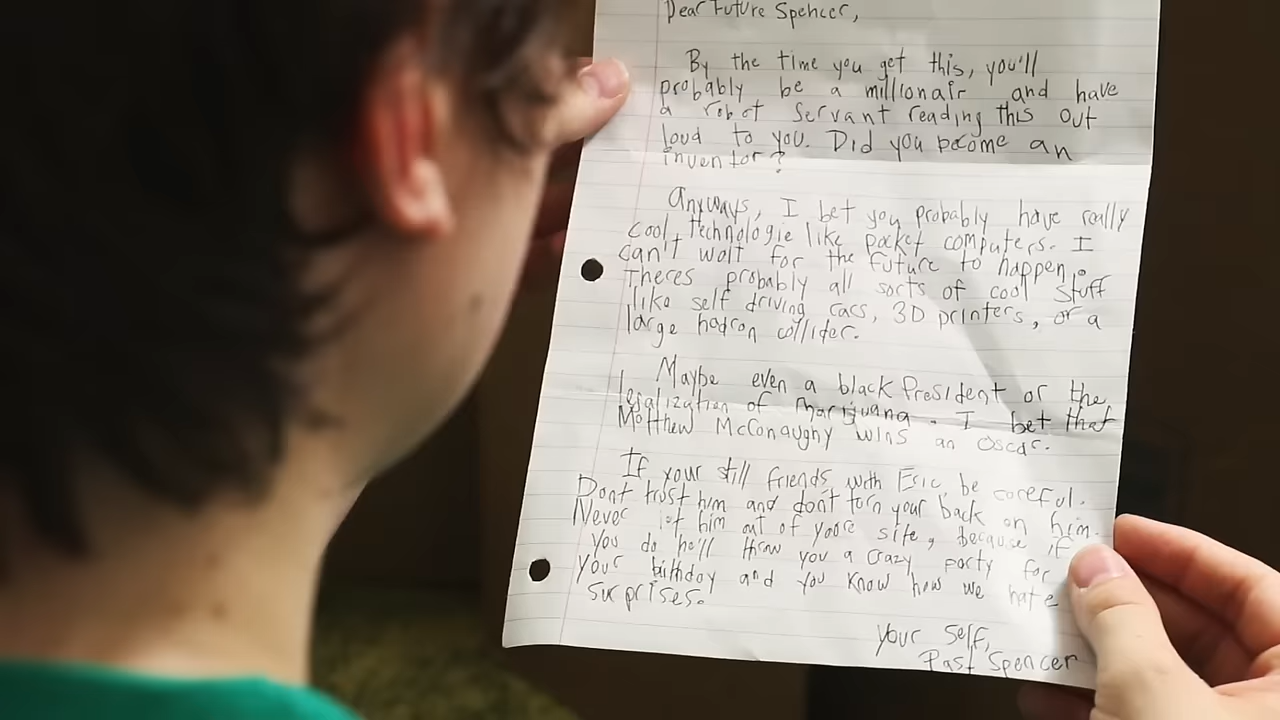 Dear Future Spencer,
By the time you get this, you'll
probably be a millionair and have
a robot servant reading this out
loud to you. Did you become an
inventor?
Anyways, I bet you probably have really
cool technologie like pocket computers. I
can't wait for the future to happen.
Theres probably all sorts of cool stuff
like self driving cars, 3D printers, or a
large hadron collider.
Maybe even a black President or the
legalization of marijuana. I bet that
Matthew McConaughy wins an Oscar.
If your still friends with Eric, be careful.
Dont trust him and don't torn your back on him.
Never let him out of yoore site, because if
you do he'll throw you a crazy party for
your birthday and you know how we hate
surprises.
your self,
Past Spencer